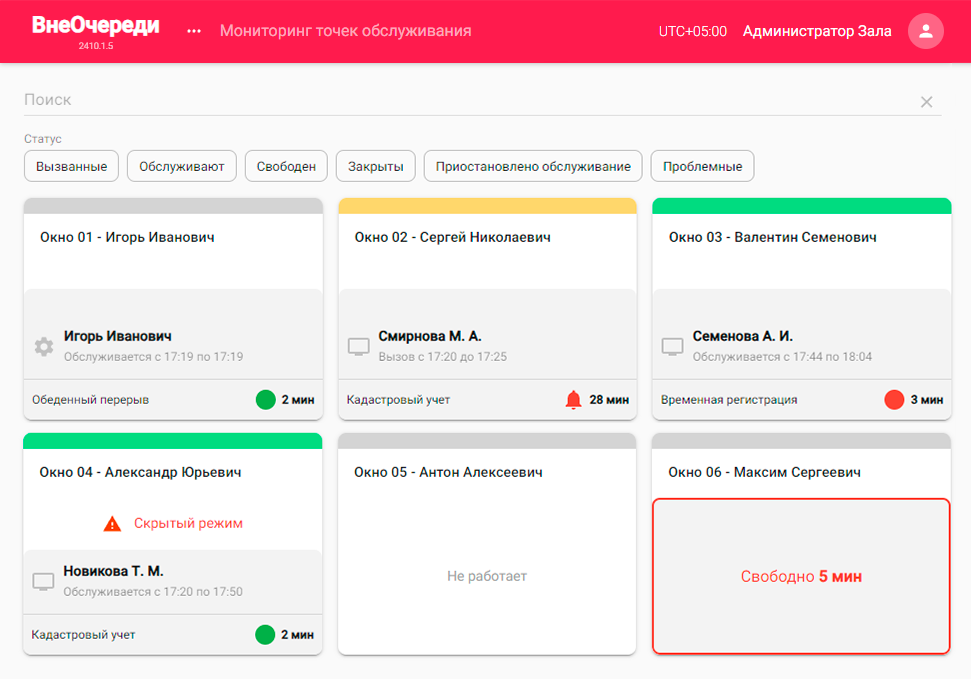 ВнеОчереди
2410.1.5
Мониторинг точек обслуживания
UTC+05:00
Администратор Зала
Поиск
Статус
Вызванные
Обслуживают
Свободен
Закрыты
Приостановлено обслуживание
Проблемные
Окно 01 - Игорь Иванович
Игорь Иванович
Обслуживается с 17:19 по 17:19
Обеденный перерыв
2 мин
Окно 02 - Сергей Николаевич
Смирнова М. А.
Вызов с 17:20 до 17:25
Кадастровый учет
28 мин
Окно 03 - Валентин Семенович
Семенова А. И.
Обслуживается с 17:44 по 18:04
Временная регистрация
3 мин
Окно 04 - Александр Юрьевич
Скрытый режим
Новикова Т. М.
Обслуживается с 17:20 по 17:50
Кадастровый учет
2 мин
Окно 05 - Антон Алексеевич
Не работает
Окно 06 - Максим Сергеевич
Свободно 5 мин